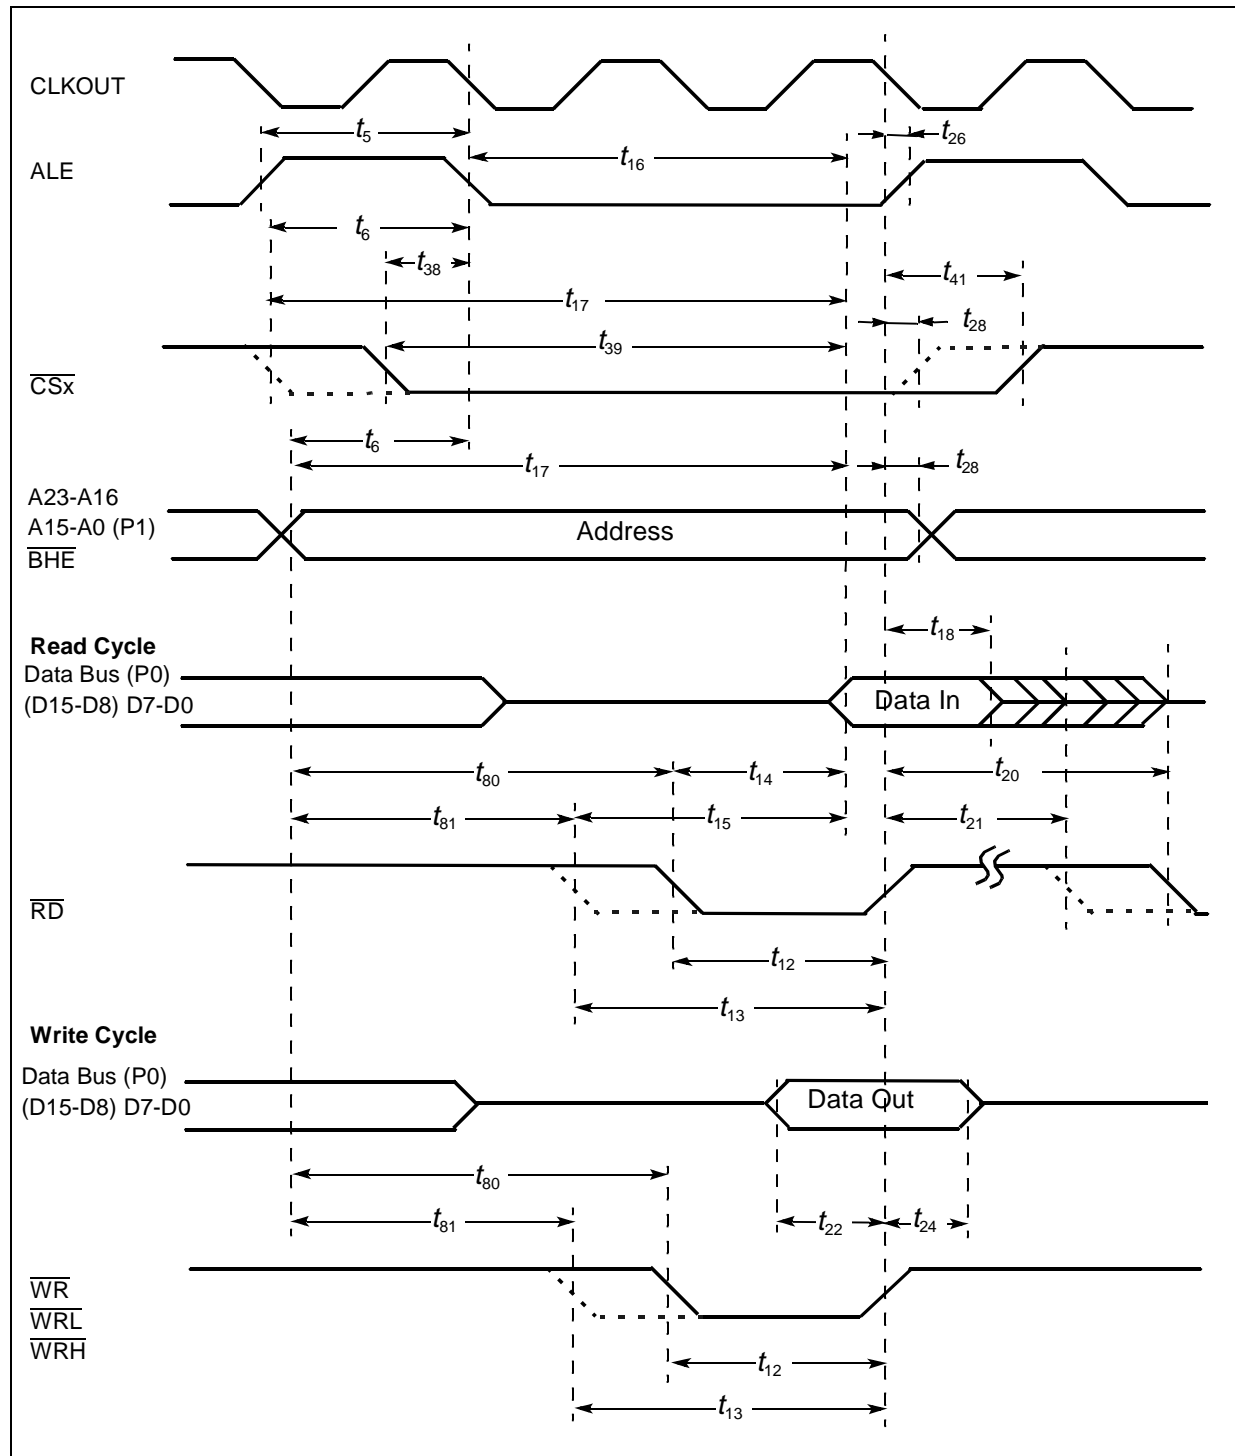 CLKOUT
t5
t26
ALE
t16
t6
t38
t41
t17
t28
t39
CSx
t6
t17
t28
A23-A16
A15-A0 (P1)
Address
BHE
t18
Read Cycle
Data Bus (P0)
(D15-D8) D7-D0
Data In
t80
t14
t20
t81
t15
t21
RD
t12
t13
Write Cycle
Data Bus (P0)
(D15-D8) D7-D0
Data Out
t80
t81
t22
t24
WR
WRL
WRH
t12
t13